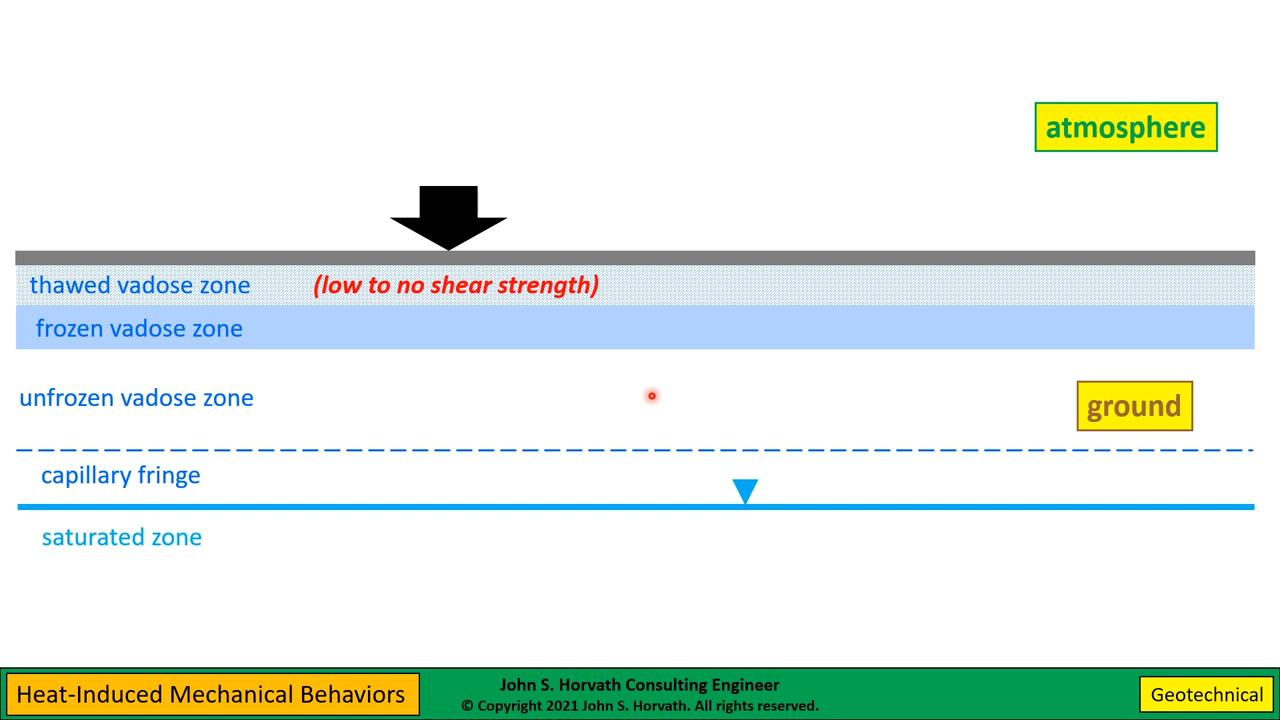 atmosphere
thawed vadose zone (low to no shear strength)
frozen vadose zone
unfrozen vadose zone
ground
capillary fringe
saturated zone
Heat-Induced Mechanical Behaviors
John S. Horvath Consulting Engineer
© Copyright 2021 John S. Horvath. All rights reserved.
Geotechnical